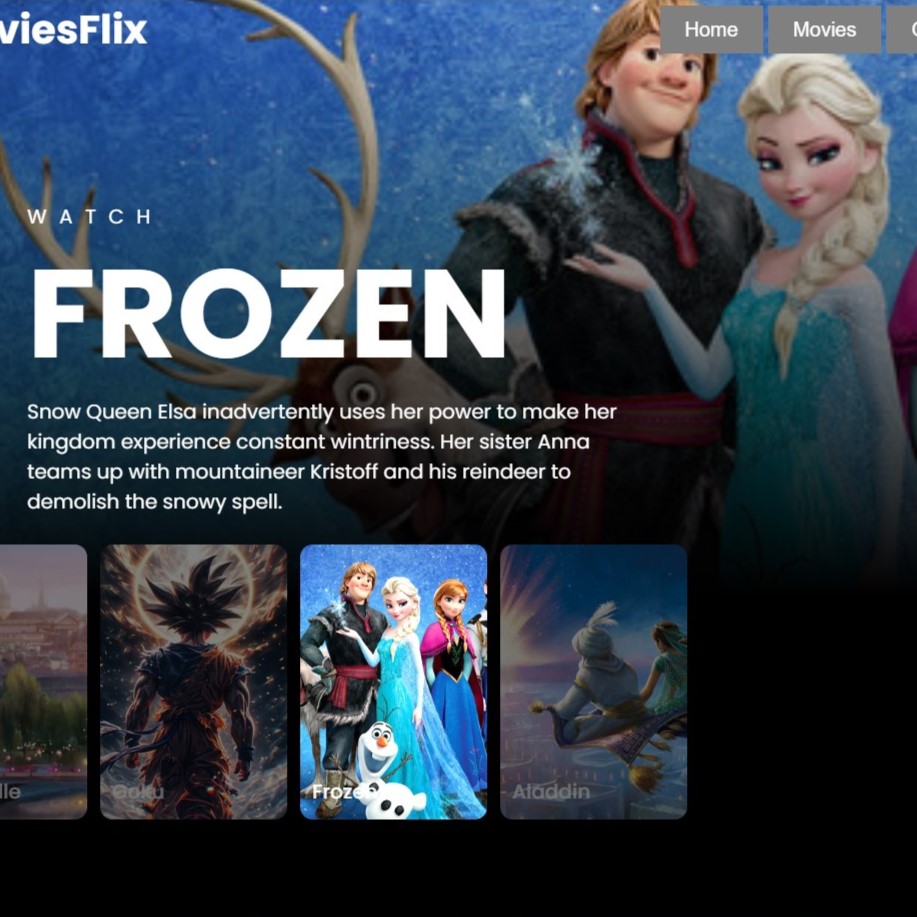 viesFlix
Home
Movies
WATCH
FROZEN
Snow Queen Elsa inadvertently uses her power to make her
kingdom experience constant wintriness. Her sister Anna
teams up with mountaineer Kristoff and his reindeer to
demolish the snowy spell.
lle
Goku
Frozen
Aladdin